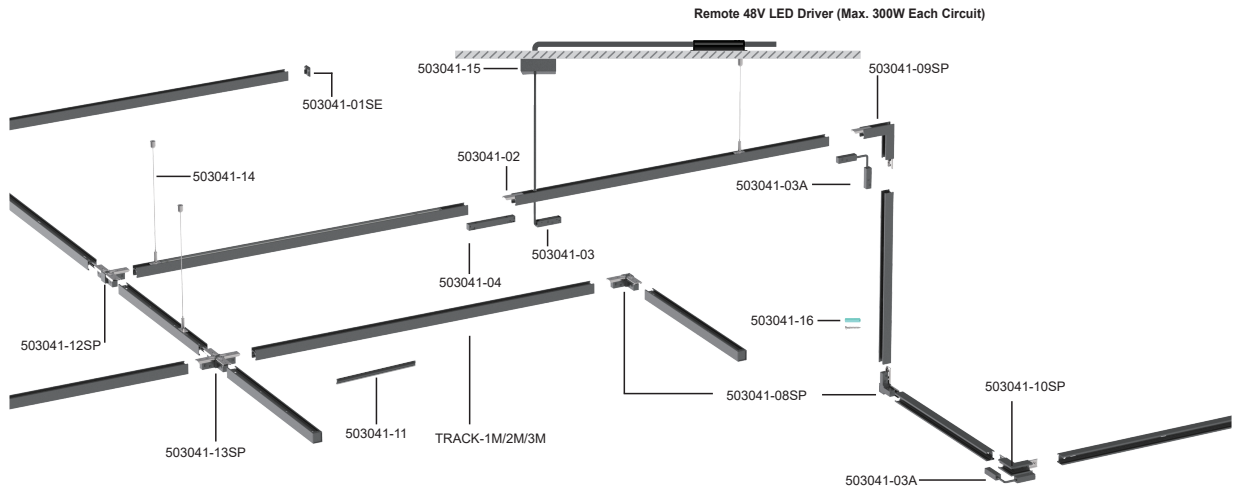 Remote 48V LED Driver (Max. 300W Each Circuit)
503041-15
503041-09SP
503041-01SE
503041-02
503041-14
503041-03A
503041-03
503041-04
503041-16
503041-12SP
503041-10SP
503041-08SP
503041-11
TRACK-1M/2M/3M
503041-13SP
503041-03A